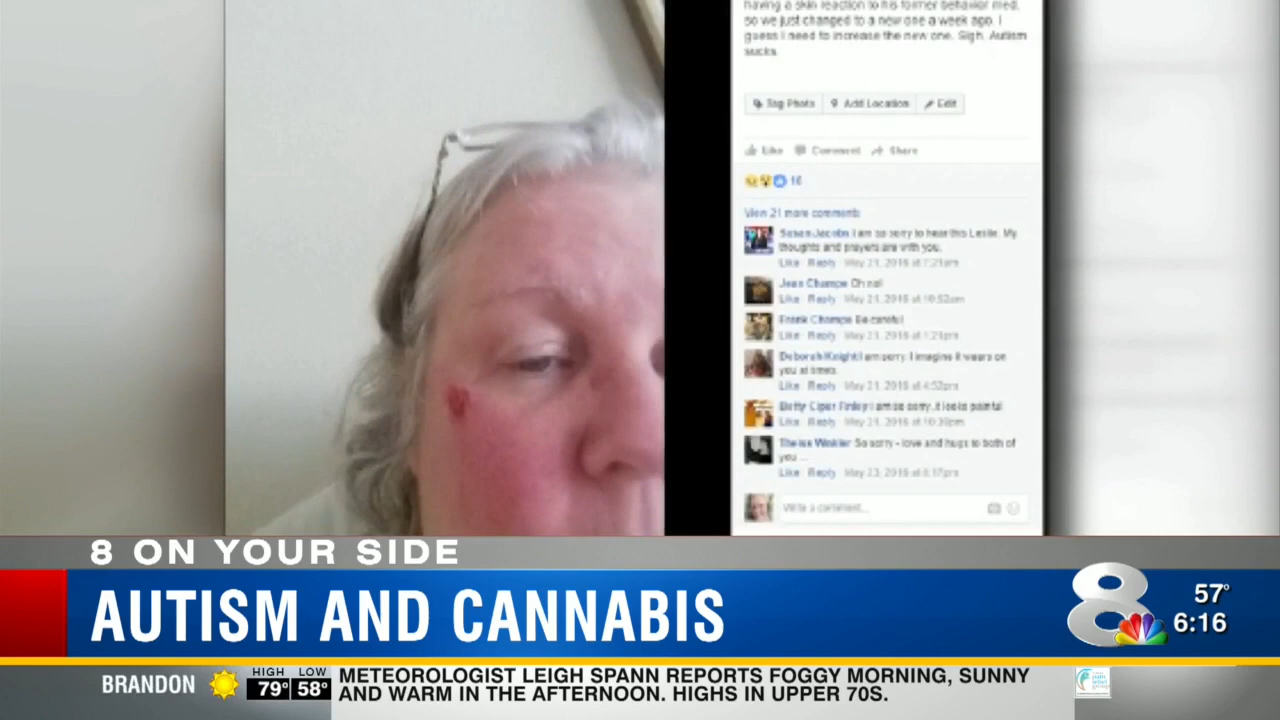 having a skin reaction to his former behavior med,
so we just changed to a new one a week ago. I
guess I need to increase the new one. Sigh. Autism
sucks.
Tag Photo Add Location Edit
Like Comment Share
16
View 21 more comments
Susan Jacobs I am so sorry to hear this Leslie. My
thoughts and prayers are with you.
Like Reply May 21, 2016 at 7:21pm
Jean Champe Oh no!
Like Reply May 21, 2016 at 10:52am
Frank Champe Be careful
Like Reply May 21, 2016 at 1:21pm
Deborah Knight I am sorry. I imagine it wears on
you at times.
Like Reply May 21, 2016 at 4:52pm
Betty Ciper Finley I am so sorry, it looks painful
Like Reply May 21, 2016 at 10:30pm
Winkler So sorry - love and hugs to both of
you ...
Like Reply May 23, 2016 at 8:17pm
Write a comment...
8 ON YOUR SIDE
AUTISM AND CANNABIS
8
57°
6:16
BRANDON
HIGH LOW
79° 58°
METEOROLOGIST LEIGH SPANN REPORTS FOGGY MORNING, SUNNY
AND WARM IN THE AFTERNOON. HIGHS IN UPPER 70S.